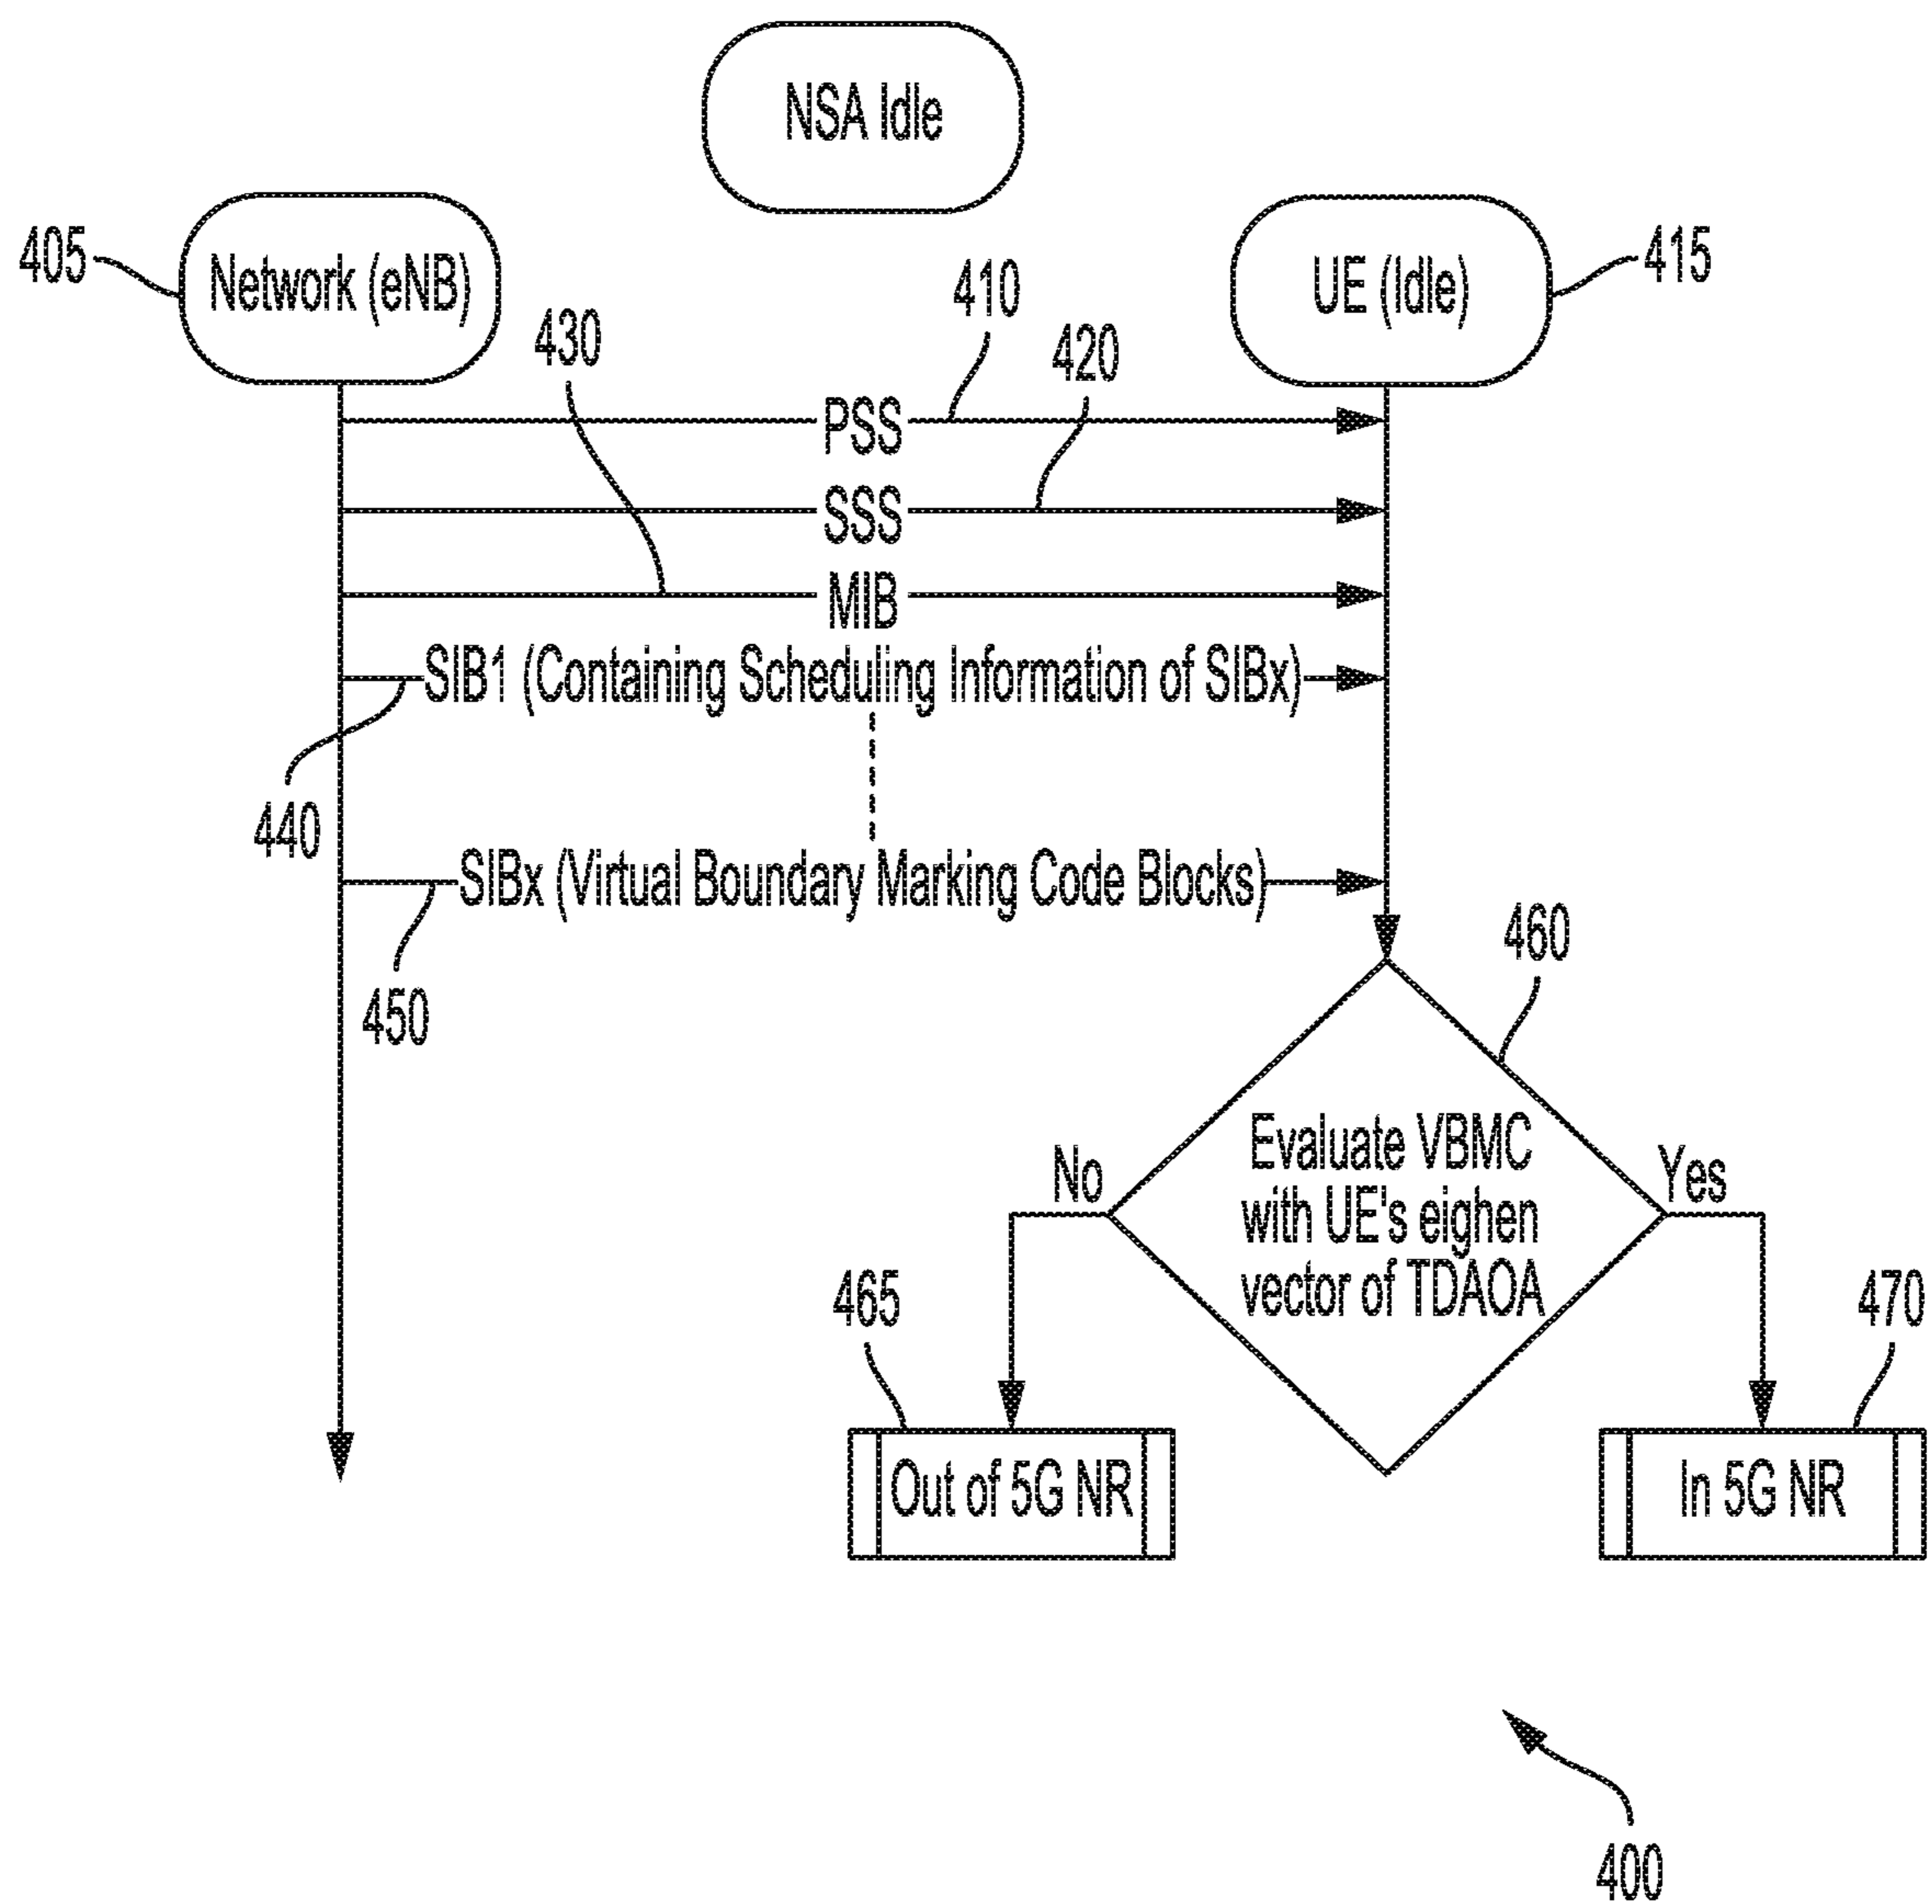 NSA Idle
405
Network (eNB)
UE (Idle)
415
410
430
420
PSS
SSS
MIB
SIB1 (Containing Scheduling Information of SIBx)
440
SIBx (Virtual Boundary Marking Code Blocks)
450
460
Evaluate VBMC
with UE's eighen
vector of TDAOA
No
Yes
465
470
Out of 5G NR
In 5G NR
400